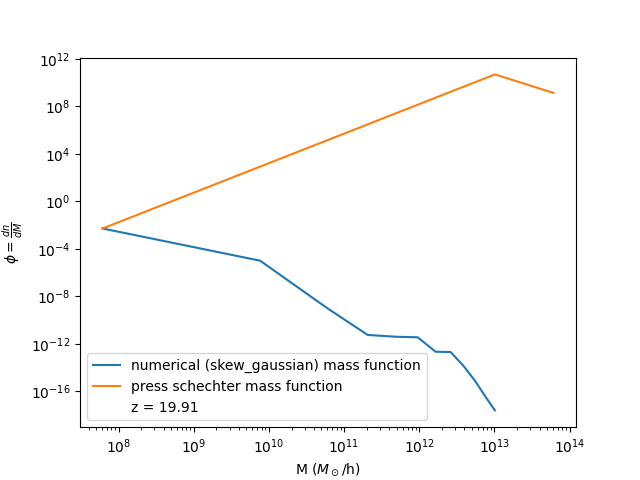 10^12
10^8
10^4
10^0
10^−4
10^−8
10^−12
10^−16
ϕ = dn/dM
numerical (skew_gaussian) mass function
press schechter mass function
z = 19.91
10^8 10^9 10^10 10^11 10^12 10^13 10^14
M (M_⊙/h)